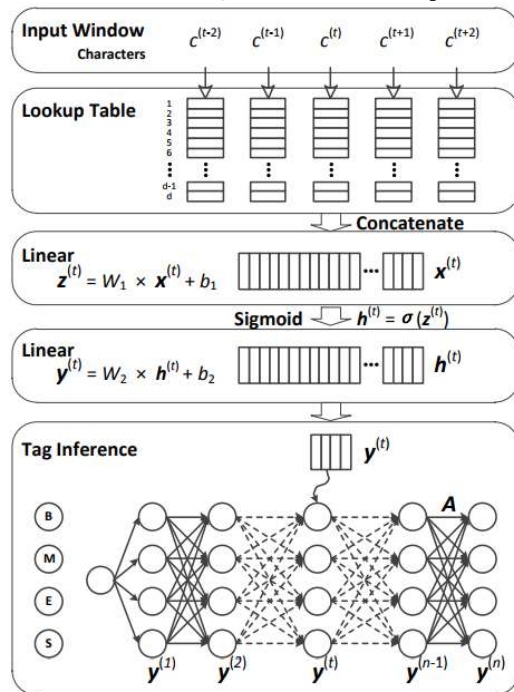 Input Window
Characters
c^(t-2) c^(t-1) c^(t) c^(t+1) c^(t+2)
Lookup Table
1
2
3
4
5
6
d-1
d
Concatenate
Linear
z^(t) = W₁ × x^(t) + b₁
x^(t)
Sigmoid h^(t) = σ(z^(t))
Linear
y^(t) = W₂ × h^(t) + b₂
h^(t)
Tag Inference
y^(t)
A
B
M
E
S
y^(1) y^(2) y^(t) y^(n-1) y^(n)